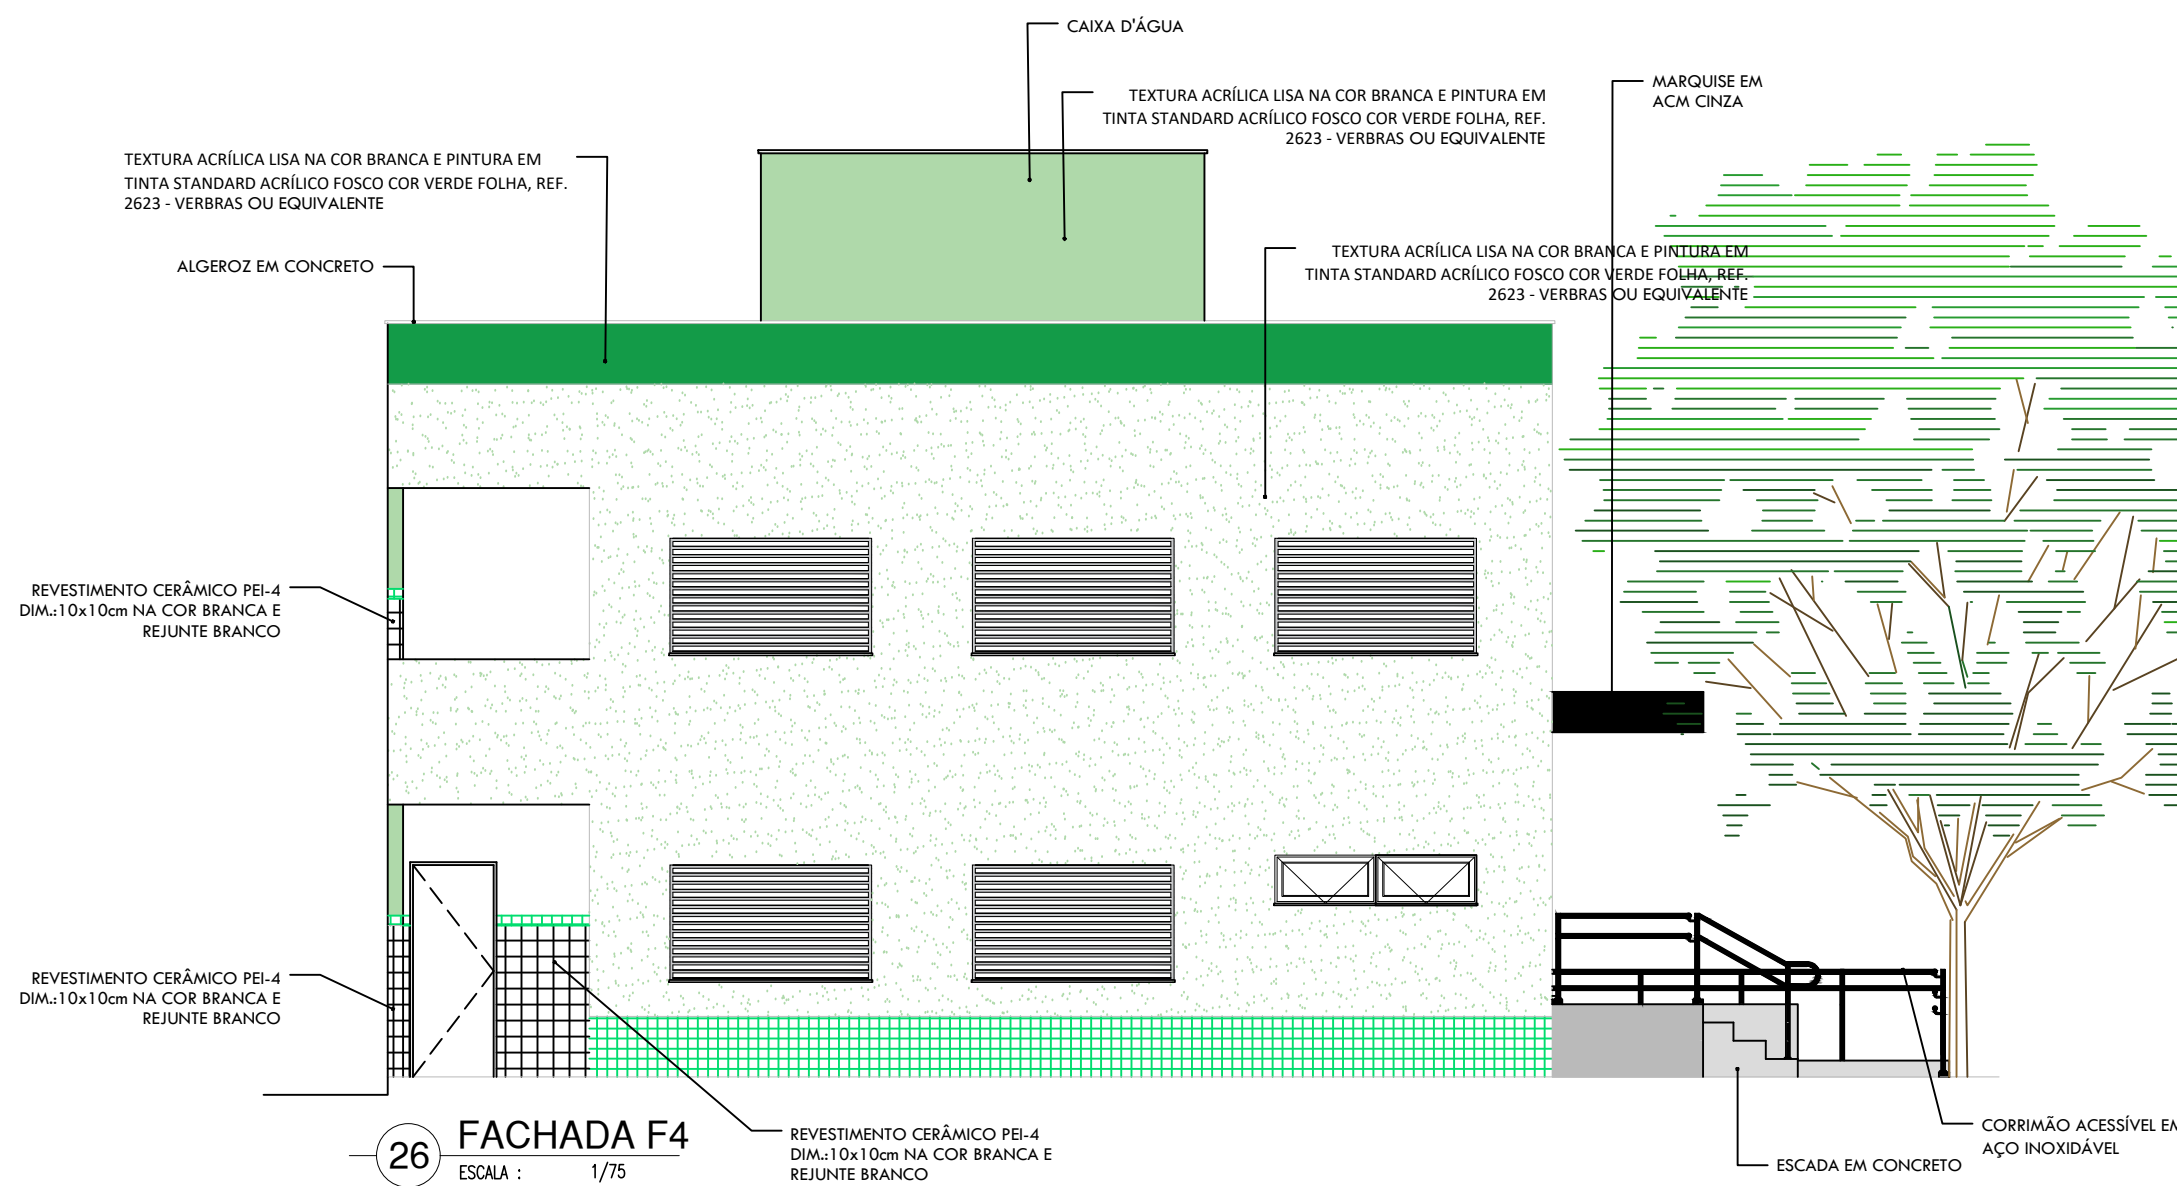 CAIXA D'ÁGUA
MARQUISE EM
ACM CINZA
TEXTURA ACRÍLICA LISA NA COR BRANCA E PINTURA EM
TINTA STANDARD ACRÍLICO FOSCO COR VERDE FOLHA, REF.
2623 - VERBRAS OU EQUIVALENTE
TEXTURA ACRÍLICA LISA NA COR BRANCA E PINTURA EM
TINTA STANDARD ACRÍLICO FOSCO COR VERDE FOLHA, REF.
2623 - VERBRAS OU EQUIVALENTE
ALGEROZ EM CONCRETO
TEXTURA ACRÍLICA LISA NA COR BRANCA E PINTURA EM
TINTA STANDARD ACRÍLICO FOSCO COR VERDE FOLHA, REF.
2623 - VERBRAS OU EQUIVALENTE
REVESTIMENTO CERÂMICO PEI-4
DIM.:10x10cm NA COR BRANCA E
REJUNTE BRANCO
REVESTIMENTO CERÂMICO PEI-4
DIM.:10x10cm NA COR BRANCA E
REJUNTE BRANCO
REVESTIMENTO CERÂMICO PEI-4
DIM.:10x10cm NA COR BRANCA E
REJUNTE BRANCO
CORRIMÃO ACESSÍVEL EM
AÇO INOXIDÁVEL
ESCADA EM CONCRETO
26 FACHADA F4
ESCALA : 1/75